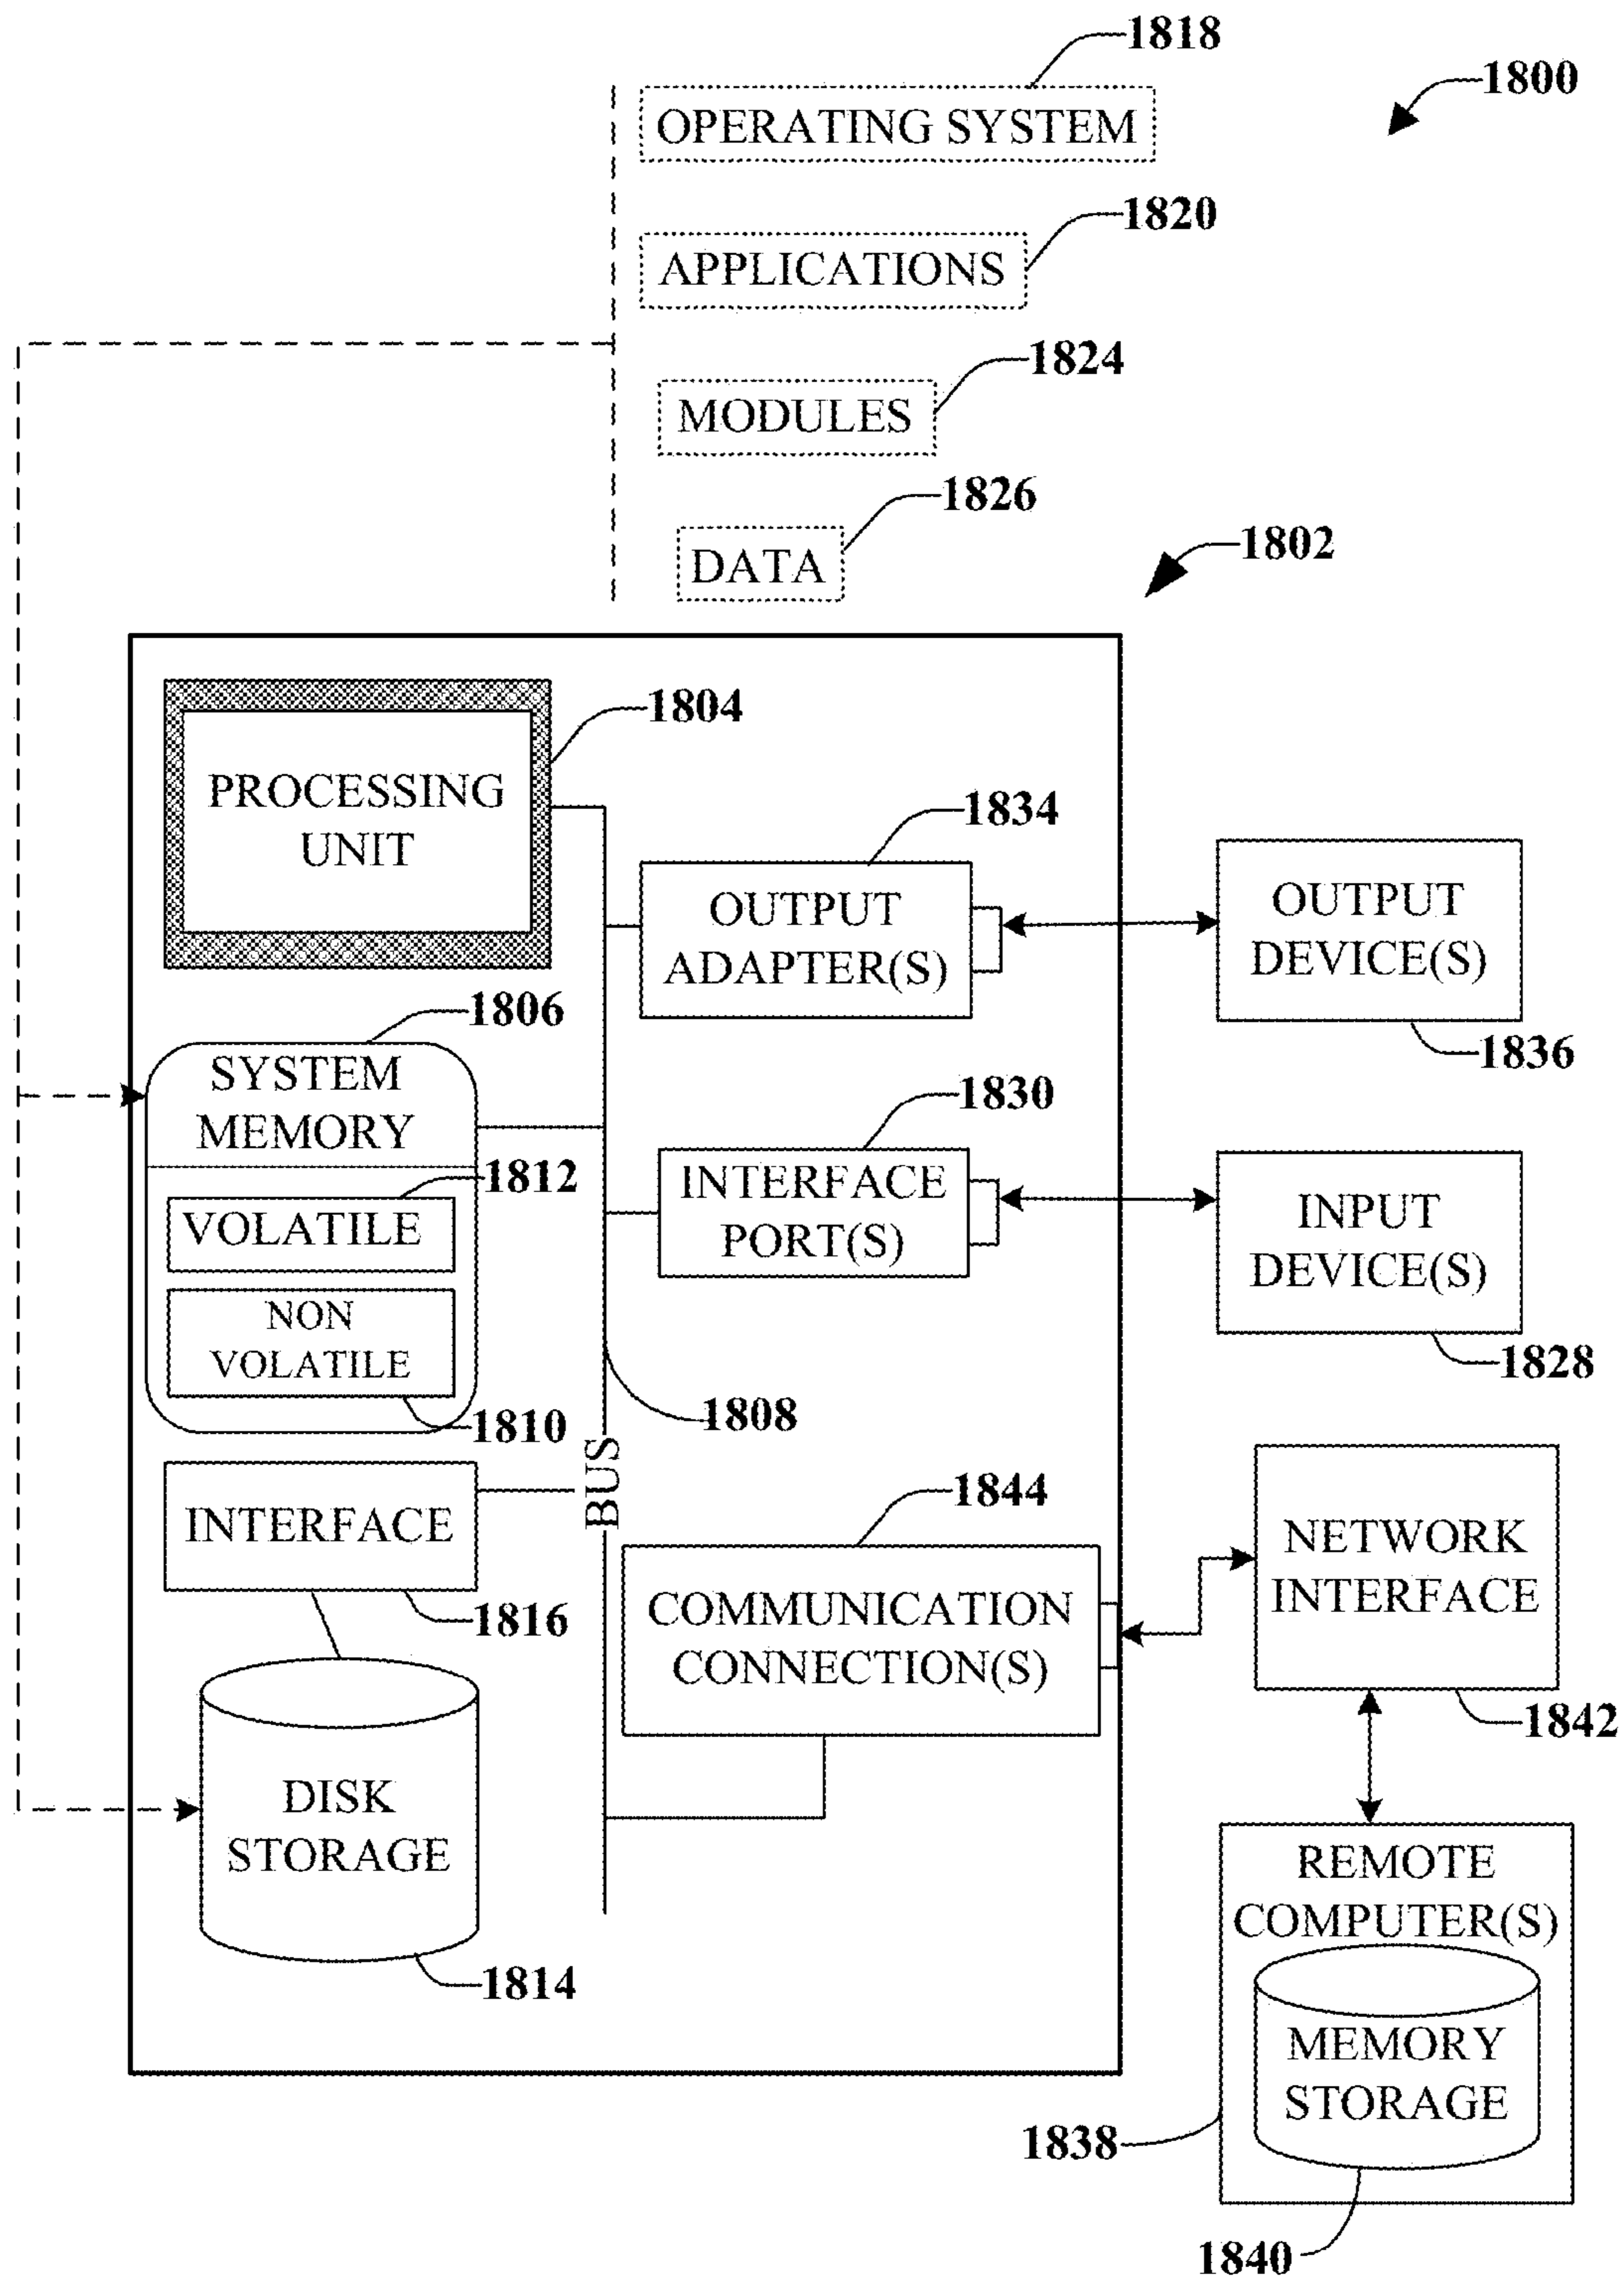 1818
1800
OPERATING SYSTEM
1820
APPLICATIONS
1824
MODULES
1826
DATA
1802
1804
PROCESSING
UNIT
1834
OUTPUT
ADAPTER(S)
OUTPUT
DEVICE(S)
1836
1806
SYSTEM
MEMORY
1812
VOLATILE
NON
VOLATILE
1810
1830
INTERFACE
PORT(S)
INPUT
DEVICE(S)
1828
1808
BUS
INTERFACE
1816
1844
COMMUNICATION
CONNECTION(S)
NETWORK
INTERFACE
1842
DISK
STORAGE
1814
REMOTE
COMPUTER(S)
MEMORY
STORAGE
1838
1840